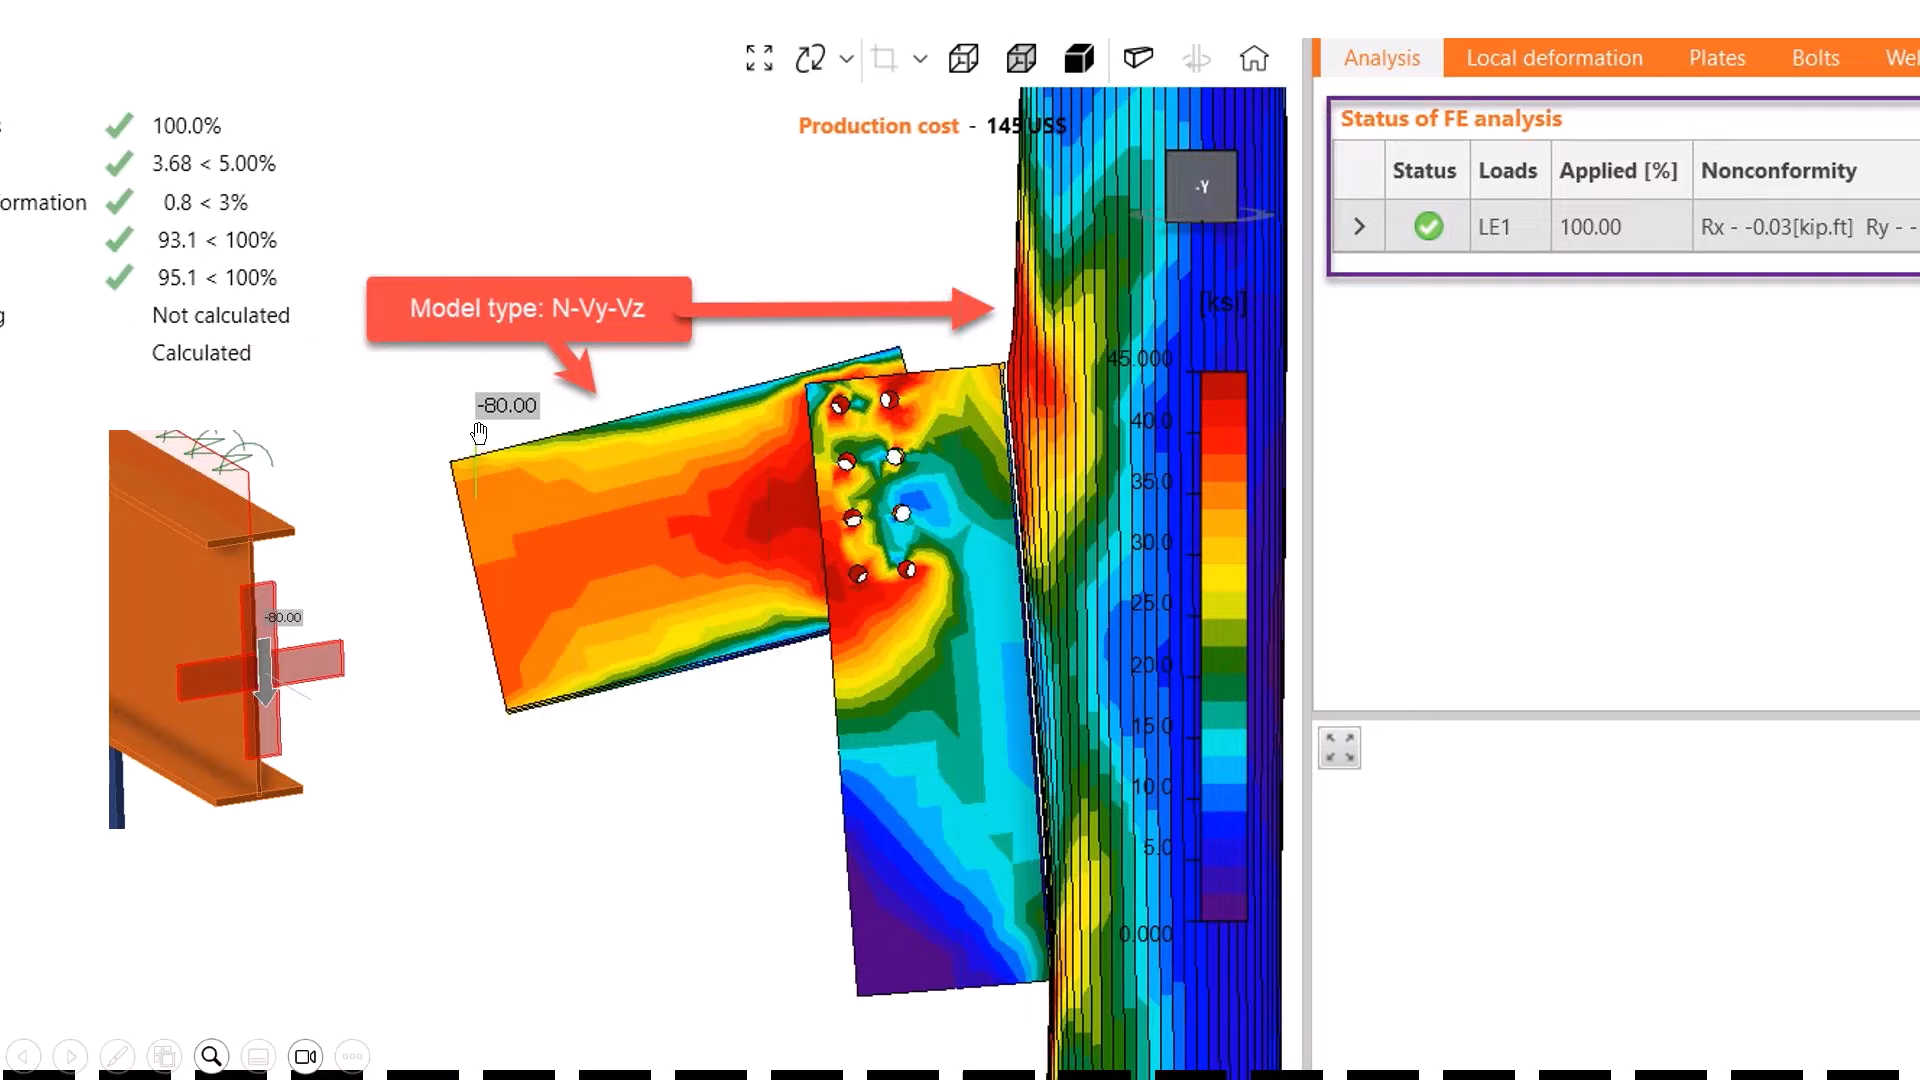 Analysis Local deformation Plates Bolts Wel
Production cost - 145 US$
100.0%
3.68 < 5.00%
ormation 0.8 < 3%
93.1 < 100%
95.1 < 100%
g Not calculated
Calculated
Status of FE analysis
Status Loads Applied [%] Nonconformity
LE1 100.00 Rx - -0.03[kip.ft] Ry - -
-Y
Model type: N-Vy-Vz
-80.00
-80.00
[ksi]
45.000
40.0
35.0
30.0
25.0
20.0
15.0
10.0
5.0
0.000